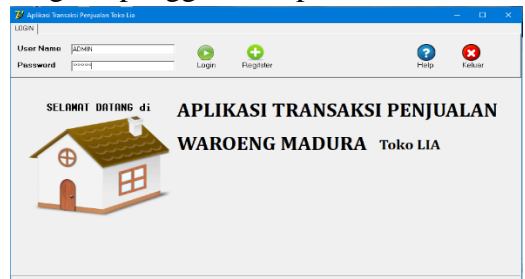 Aplikasi Transaksi Penjualan Toko Lia
LOGIN
User Name ADMIN
Password
Login Register Help Keluar
SELAMAT DATANG di
APLIKASI TRANSAKSI PENJUALAN
WAROENG MADURA Toko LIA